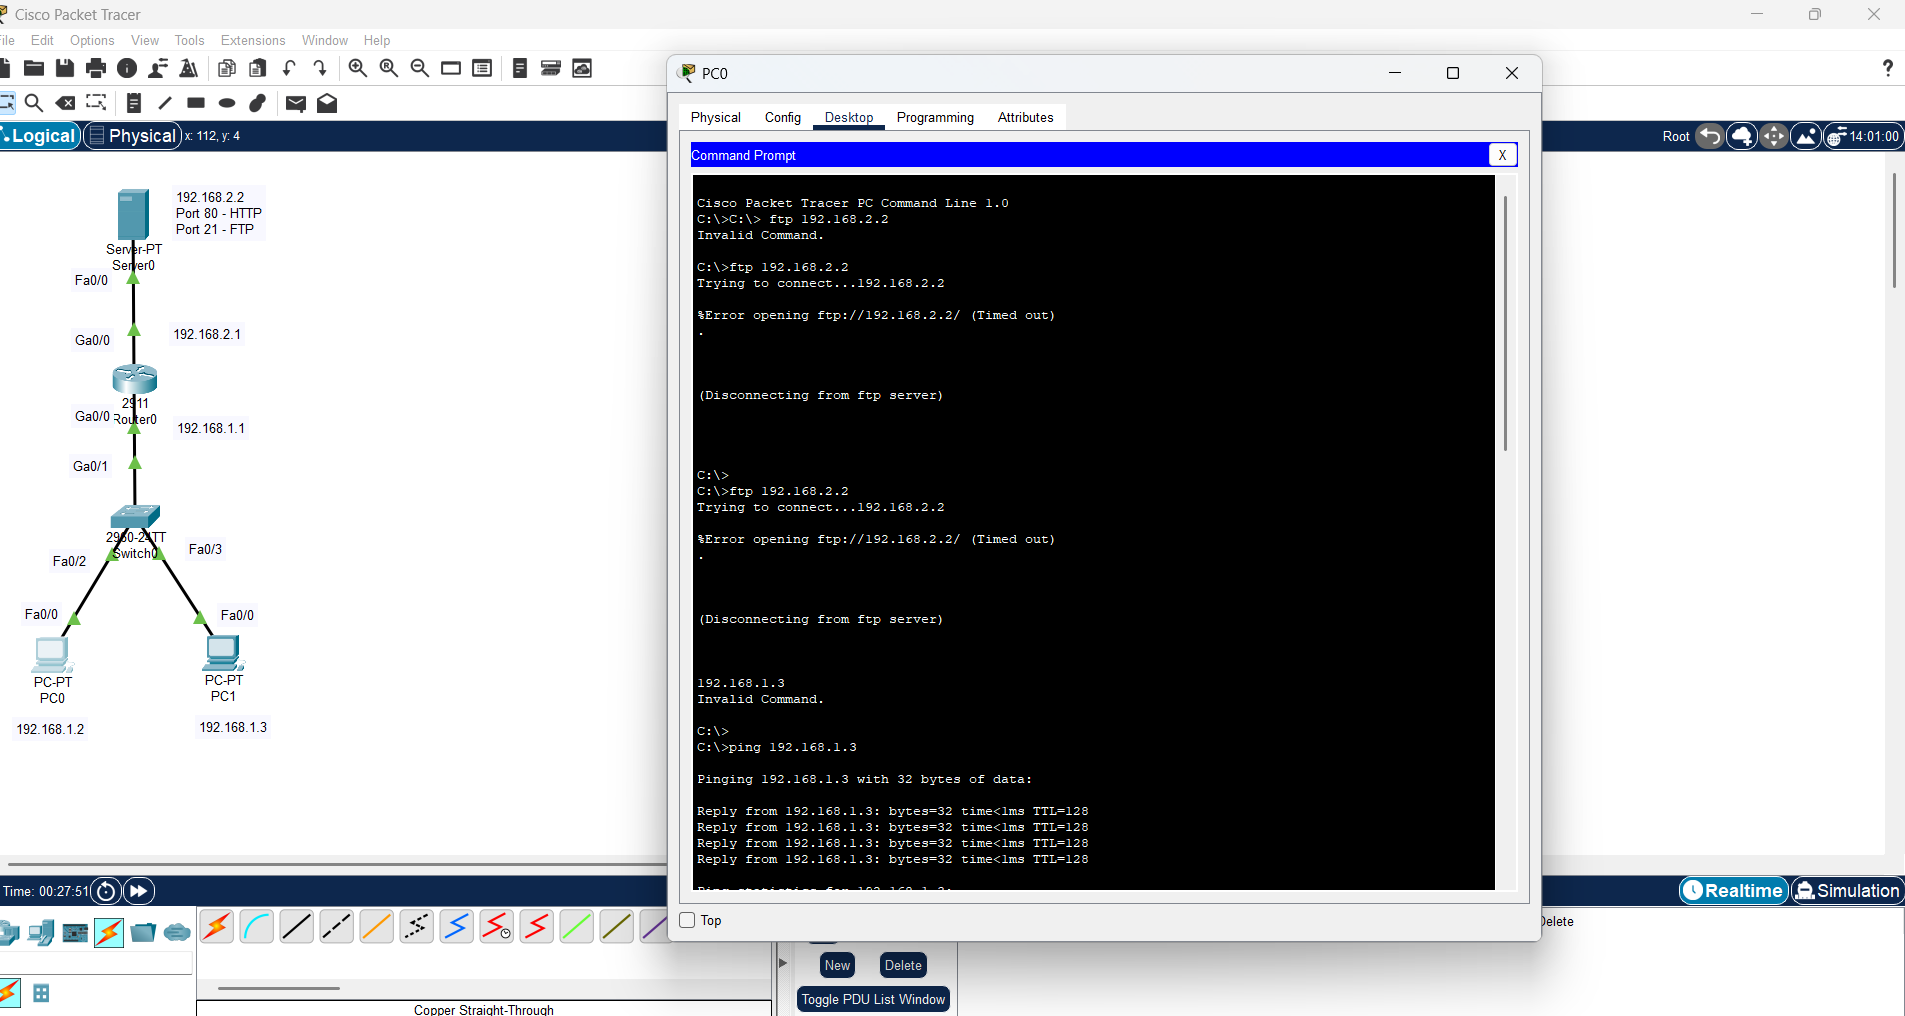 Cisco Packet Tracer
File Edit Options View Tools Extensions Window Help
Logical Physical x: 112, y: 4
Root 14:01:00
192.168.2.2
Port 80 - HTTP
Port 21 - FTP
Server-PT
Server0
Fa0/0
Ga0/0
192.168.2.1
2911
Router0
Ga0/0
192.168.1.1
Ga0/1
2960-24TT
Switch0
Fa0/2
Fa0/3
Fa0/0
Fa0/0
PC-PT
PC0
PC-PT
PC1
192.168.1.2
192.168.1.3
PC0
Physical Config Desktop Programming Attributes
Command Prompt
X
Cisco Packet Tracer PC Command Line 1.0
C:\>C:\> ftp 192.168.2.2
Invalid Command.
C:\>ftp 192.168.2.2
Trying to connect...192.168.2.2
%Error opening ftp://192.168.2.2/ (Timed out)
.
(Disconnecting from ftp server)
C:\>
C:\>ftp 192.168.2.2
Trying to connect...192.168.2.2
%Error opening ftp://192.168.2.2/ (Timed out)
.
(Disconnecting from ftp server)
192.168.1.3
Invalid Command.
C:\>
C:\>ping 192.168.1.3
Pinging 192.168.1.3 with 32 bytes of data:
Reply from 192.168.1.3: bytes=32 time<1ms TTL=128
Reply from 192.168.1.3: bytes=32 time<1ms TTL=128
Reply from 192.168.1.3: bytes=32 time<1ms TTL=128
Reply from 192.168.1.3: bytes=32 time<1ms TTL=128
Ping statistics for 192.168.1.3:
Top
Time: 00:27:51
Realtime Simulation
Delete
New Delete
Toggle PDU List Window
Copper Straight-Through